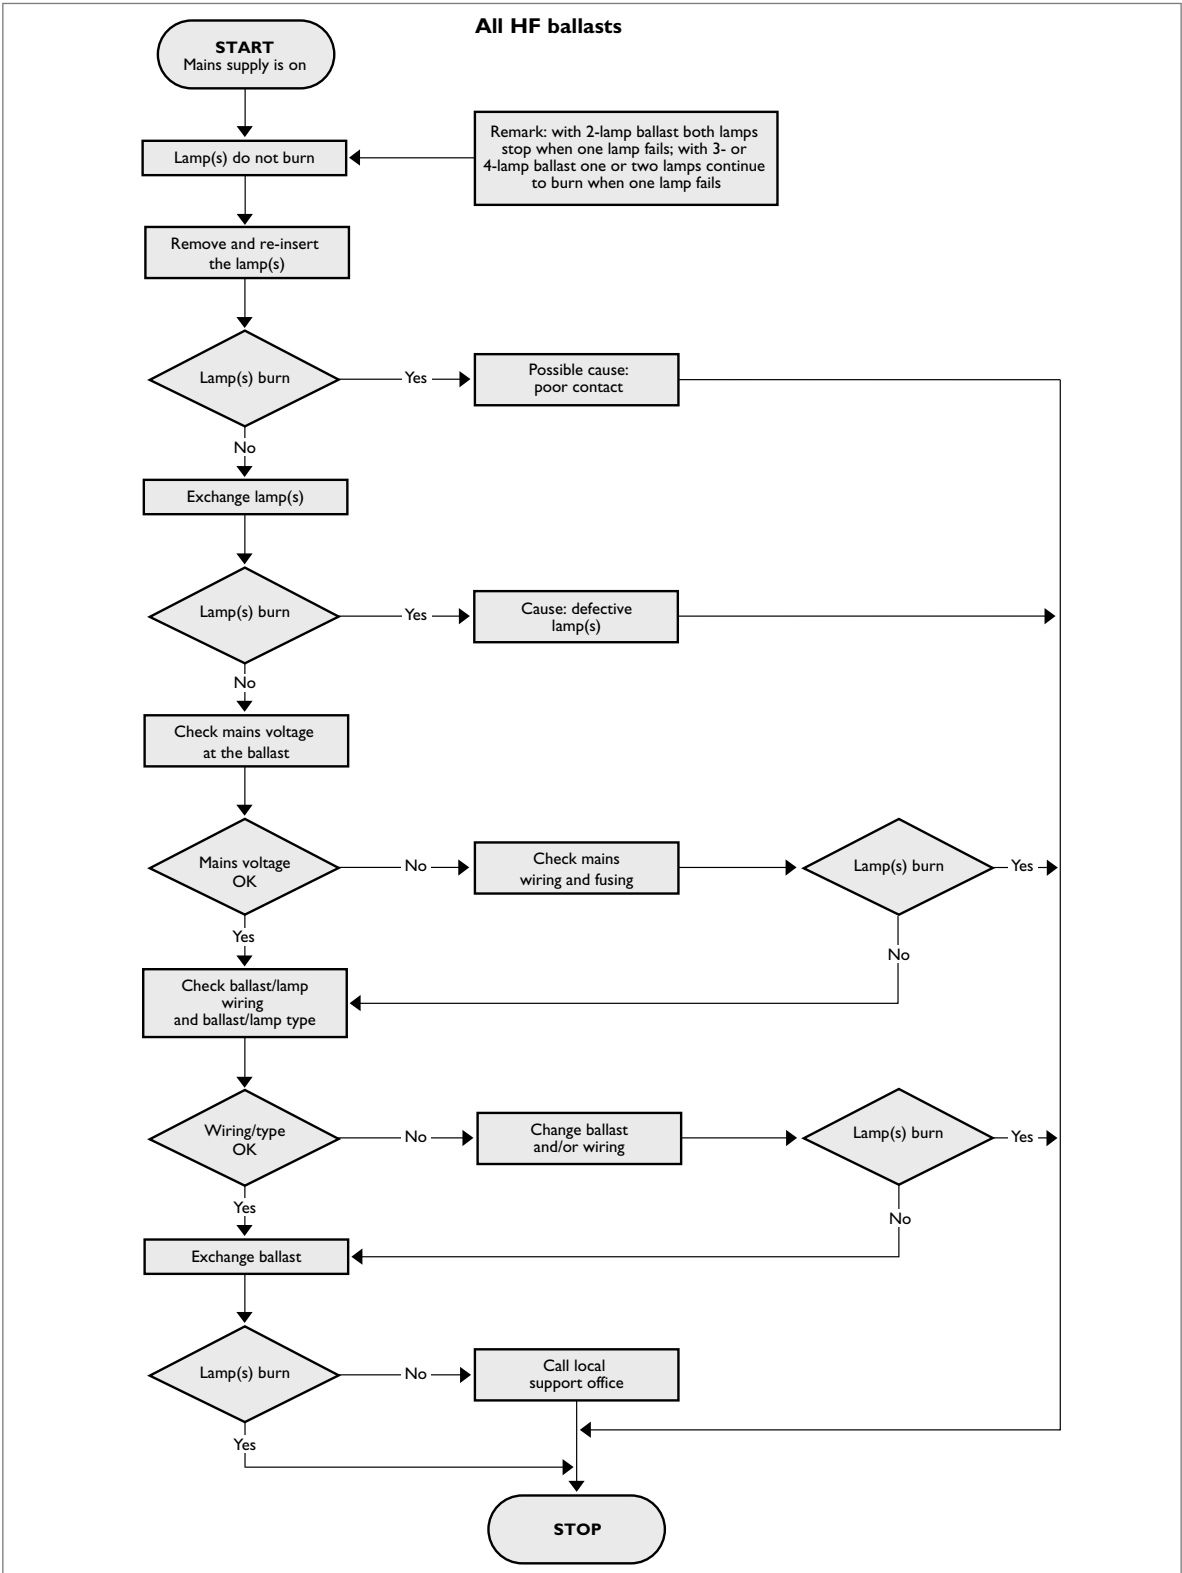 All HF ballasts
START
Mains supply is on
Lamp(s) do not burn
Remark: with 2-lamp ballast both lamps
stop when one lamp fails; with 3- or
4-lamp ballast one or two lamps continue
to burn when one lamp fails
Remove and re-insert
the lamp(s)
Lamp(s) burn
Yes
Possible cause:
poor contact
No
Exchange lamp(s)
Lamp(s) burn
Yes
Cause: defective
lamp(s)
No
Check mains voltage
at the ballast
Mains voltage
OK
No
Check mains
wiring and fusing
Lamp(s) burn
Yes
Yes
No
Check ballast/lamp
wiring
and ballast/lamp type
Wiring/type
OK
No
Change ballast
and/or wiring
Lamp(s) burn
Yes
Yes
No
Exchange ballast
Lamp(s) burn
No
Call local
support office
Yes
STOP